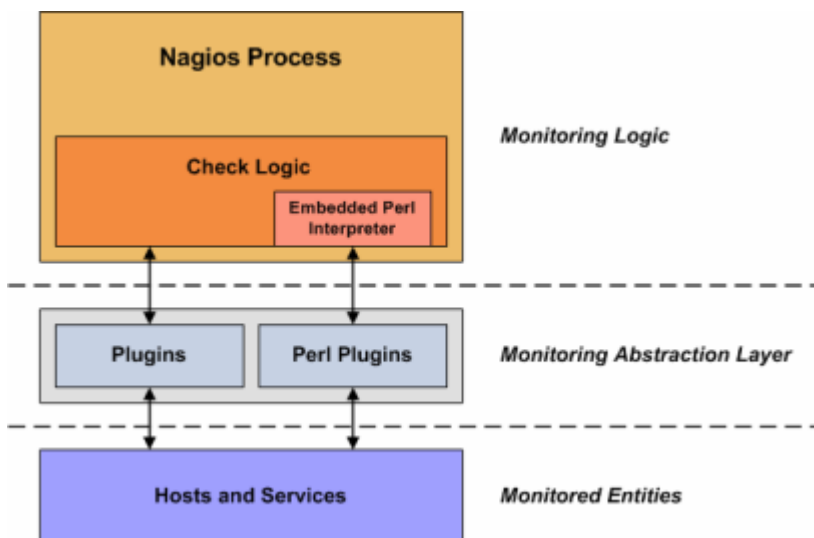 Nagios Process
Monitoring Logic
Check Logic
Embedded Perl
Interpreter
Plugins
Perl Plugins
Monitoring Abstraction Layer
Hosts and Services
Monitored Entities